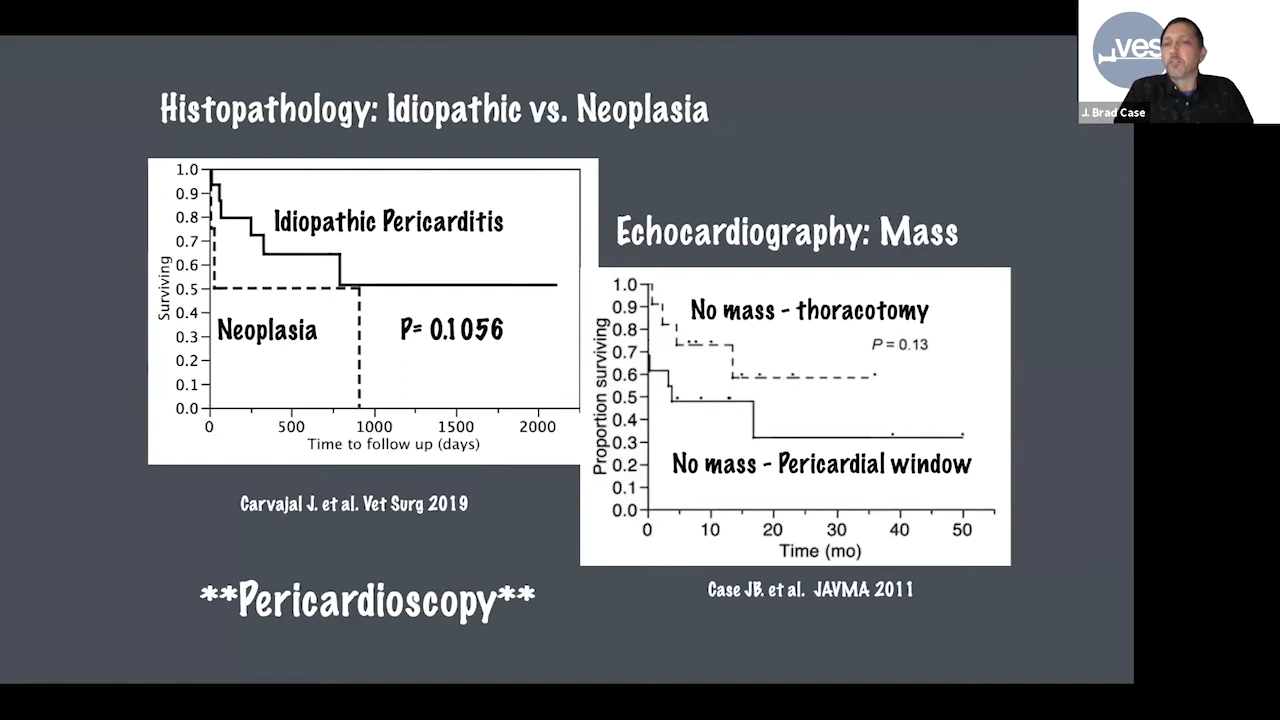 ves
J. Brad Case
Histopathology: Idiopathic vs. Neoplasia
1.0
0.9
0.8
0.7
0.6
0.5
0.4
0.3
0.2
0.1
0.0
Surviving
Idiopathic Pericarditis
Neoplasia
P= 0.1056
0 500 1000 1500 2000
Time to follow up (days)
Carvajal J. et al. Vet Surg 2019
Echocardiography: Mass
1.0
0.9
0.8
0.7
0.6
0.5
0.4
0.3
0.2
0.1
0.0
Proportion surviving
No mass - thoracotomy
P = 0.13
No mass - Pericardial window
0 10 20 30 40 50
Time (mo)
Case JB. et al. JAVMA 2011
**Pericardioscopy**